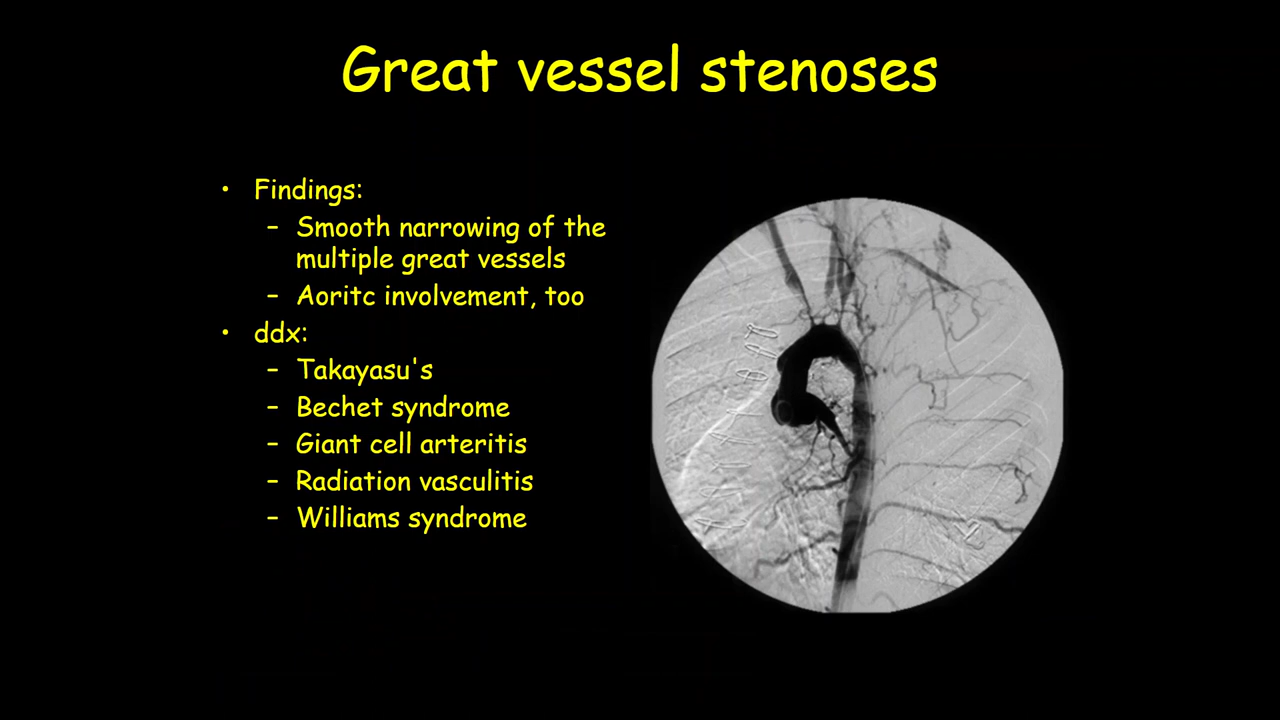 Great vessel stenoses
• Findings:
– Smooth narrowing of the
multiple great vessels
– Aoritc involvement, too
• ddx:
– Takayasu's
– Bechet syndrome
– Giant cell arteritis
– Radiation vasculitis
– Williams syndrome